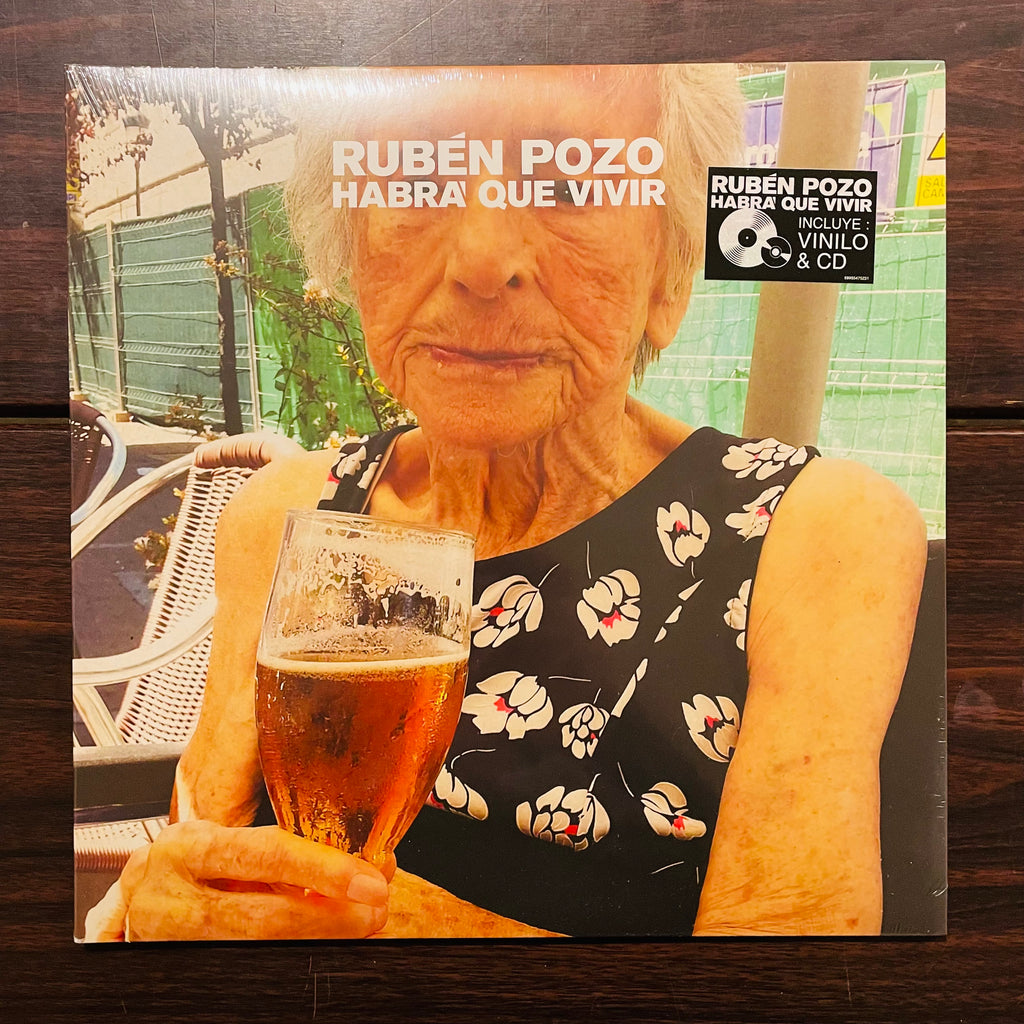 RUBÉN POZO
HABRA' QUE VIVIR
RUBÉN POZO
HABRA' QUE VIVIR
INCLUYE :
VINILO
& CD